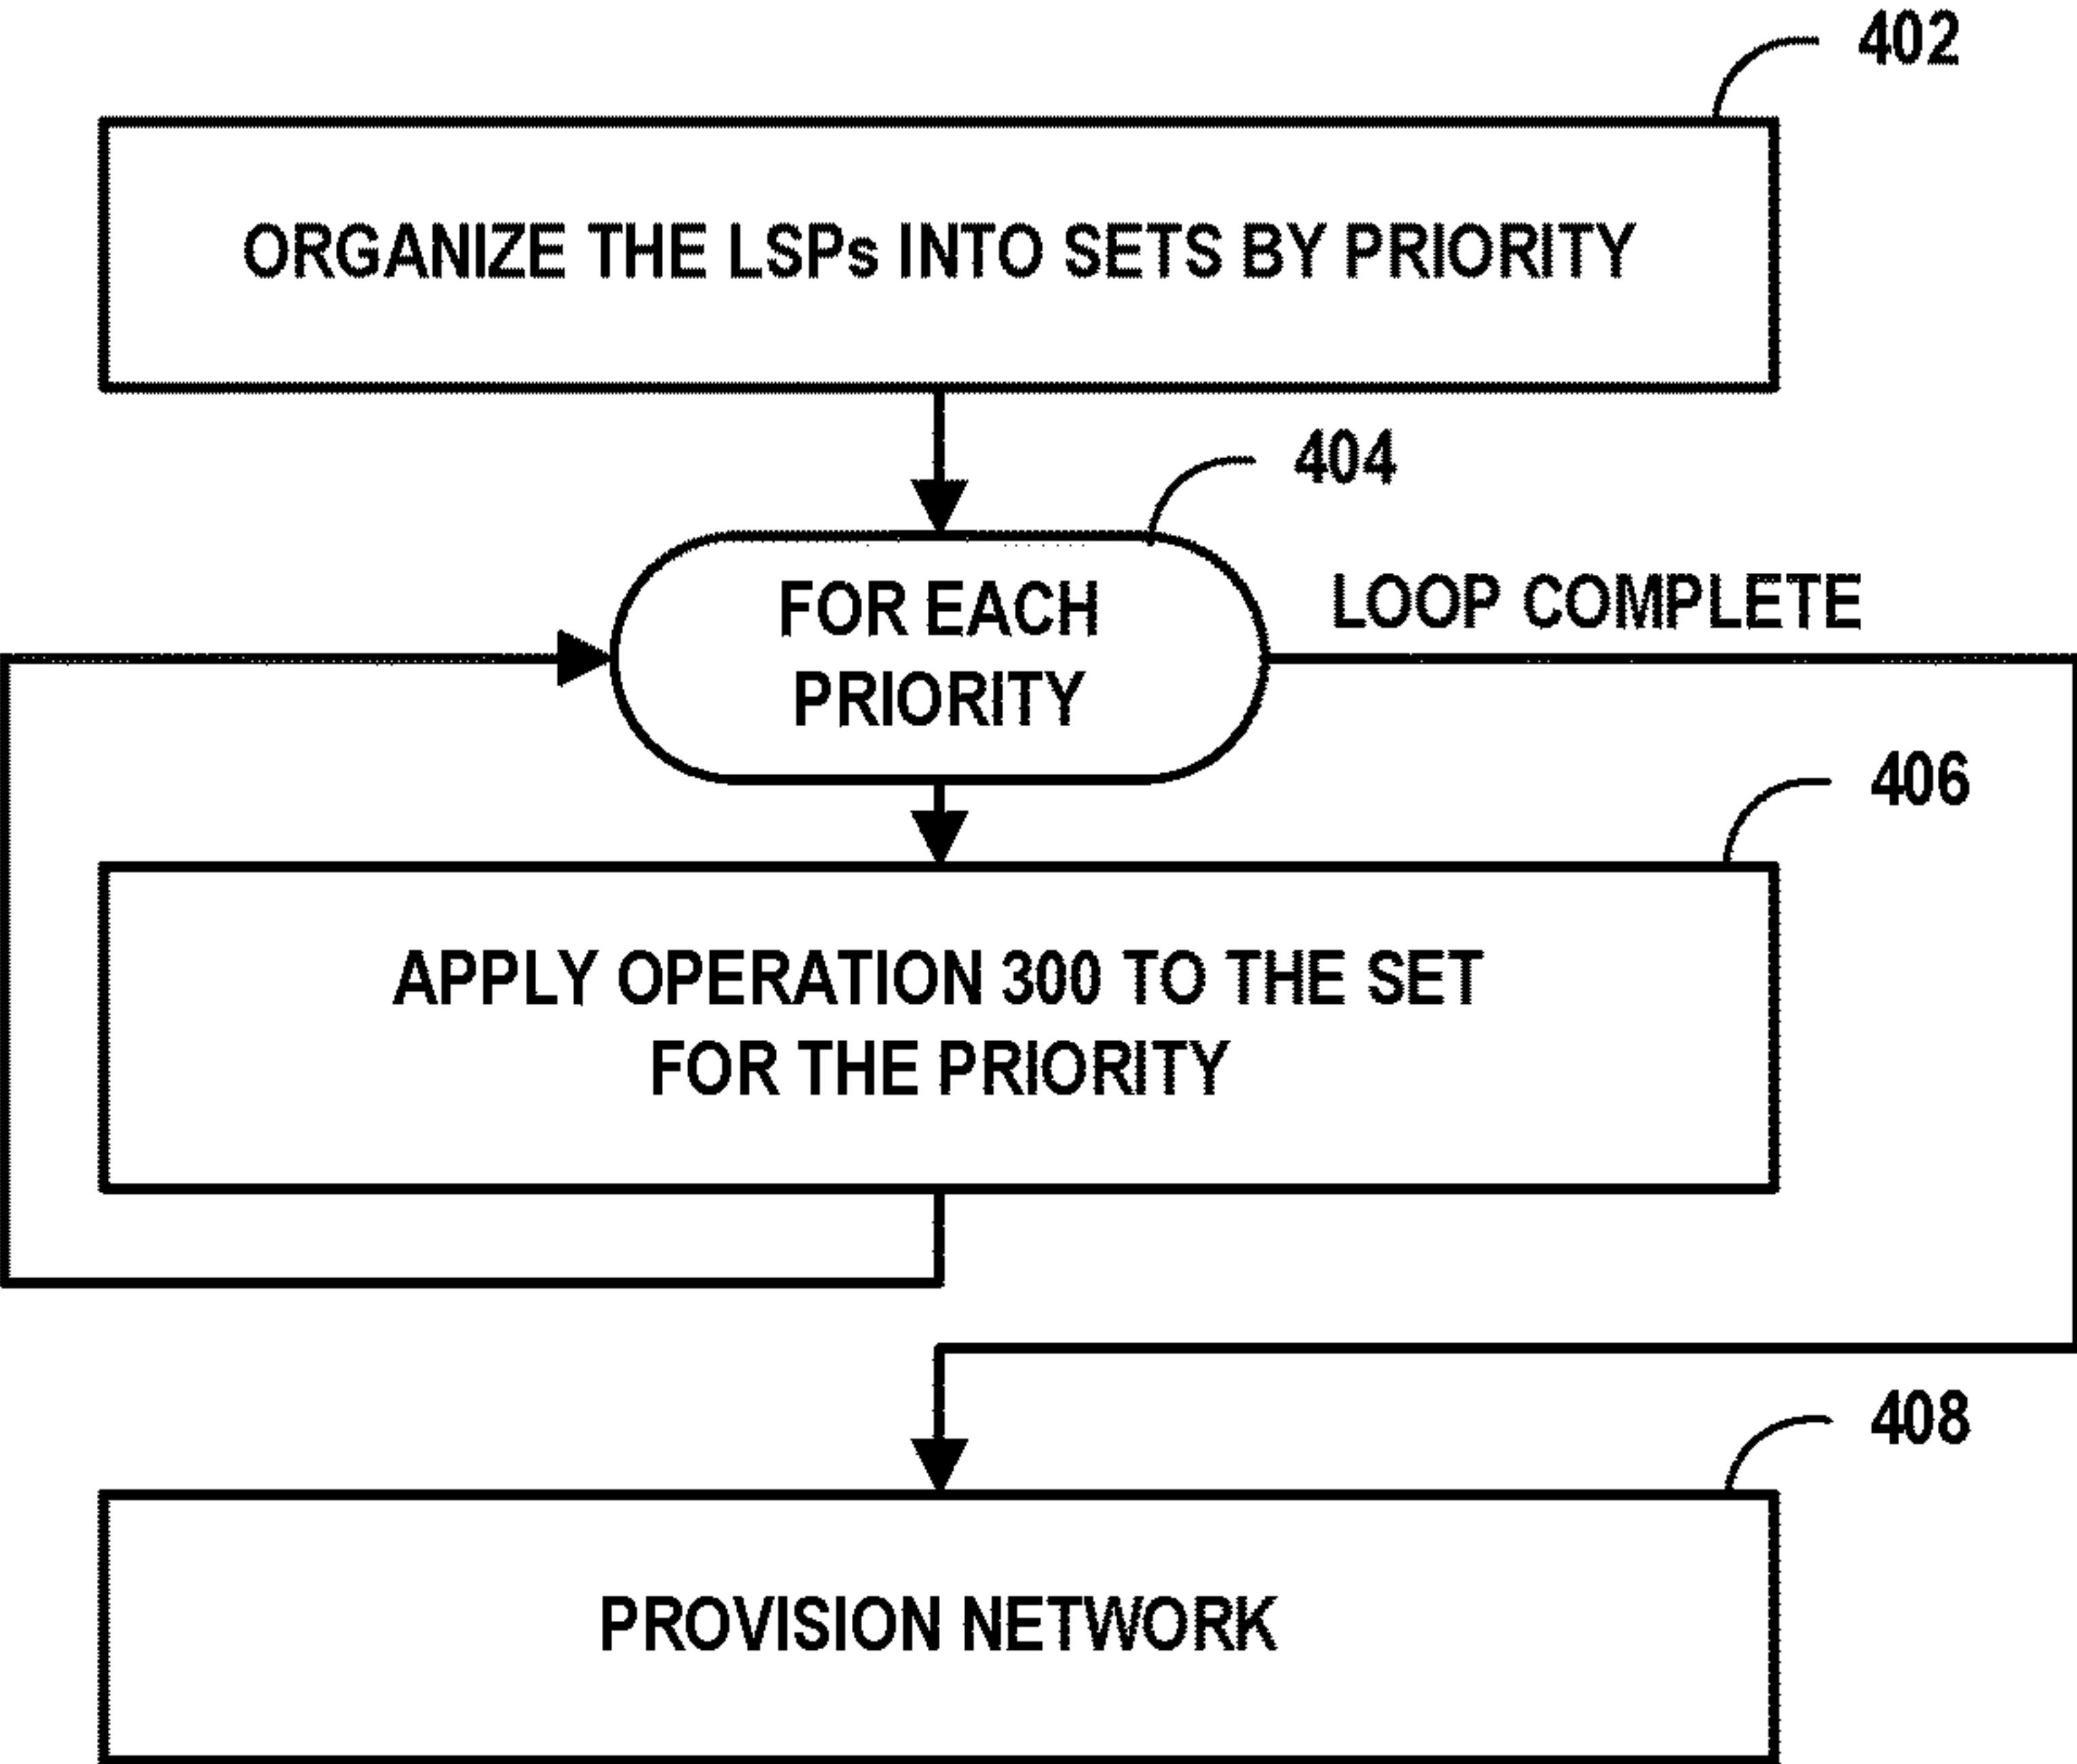 402
ORGANIZE THE LSPs INTO SETS BY PRIORITY
404
FOR EACH
PRIORITY
LOOP COMPLETE
406
APPLY OPERATION 300 TO THE SET
FOR THE PRIORITY
408
PROVISION NETWORK